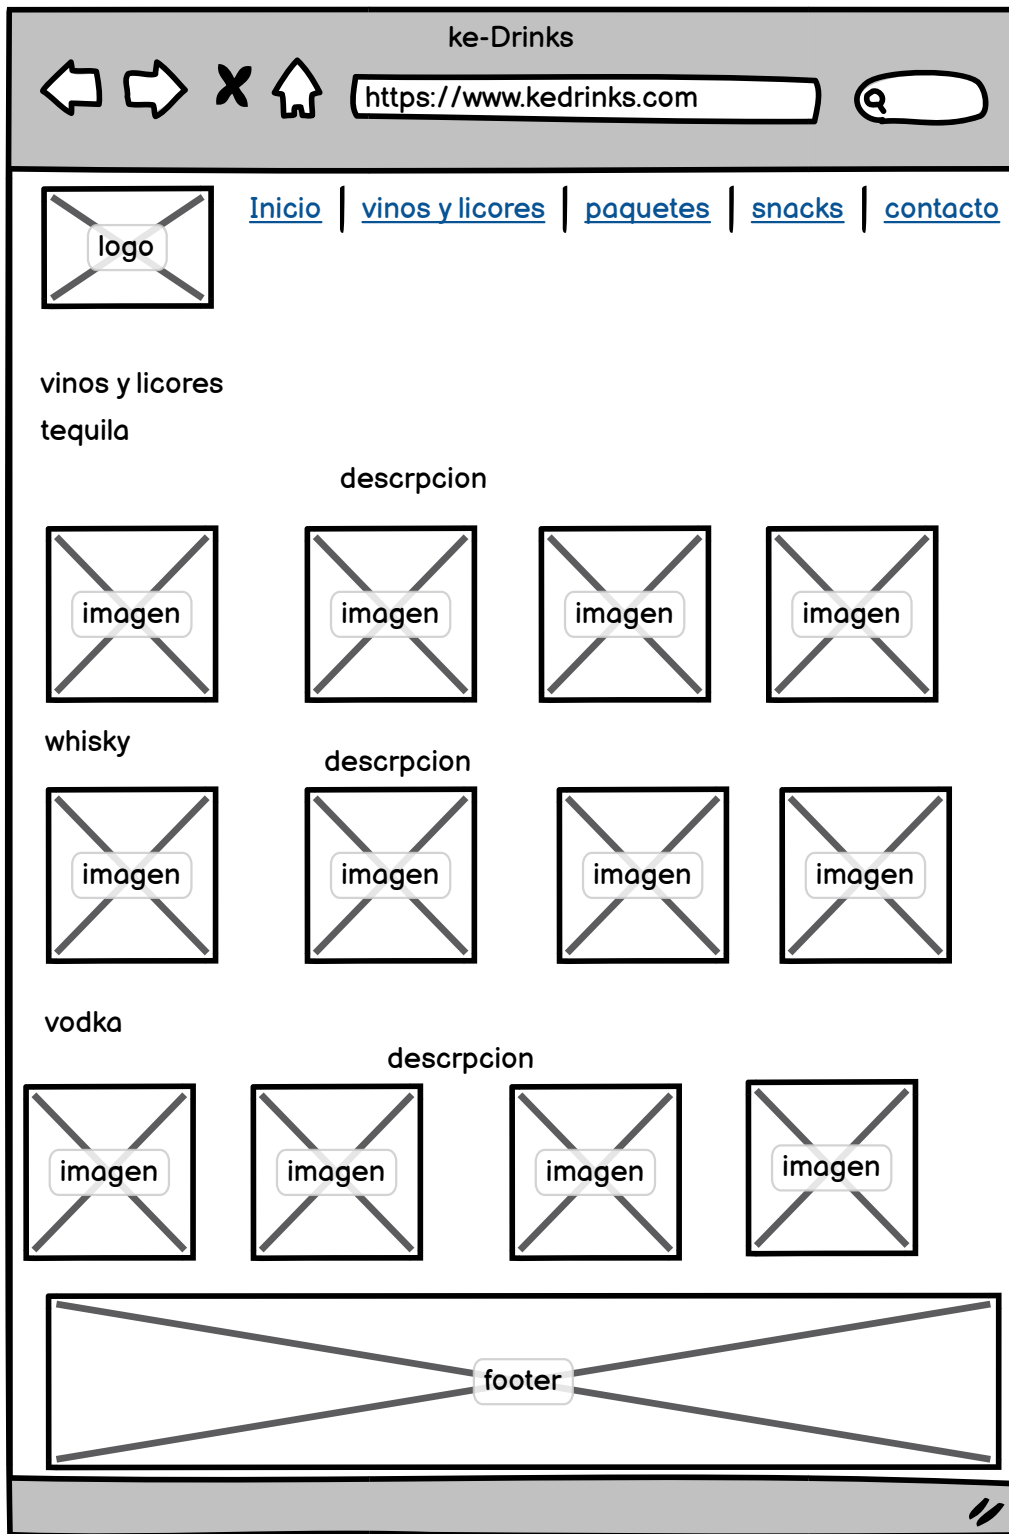 ke-Drinks
https://www.kedrinks.com
logo
Inicio vinos y licores paquetes snacks contacto
vinos y licores
tequila
descrpcion
imagen imagen imagen imagen
whisky
descrpcion
imagen imagen imagen imagen
vodka
descrpcion
imagen imagen imagen imagen
footer